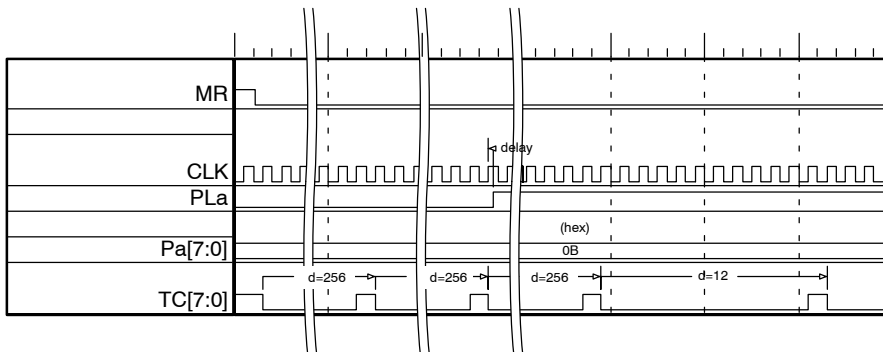 MR
delay
CLK
PLa
(hex)
Pa[7:0] 0B
d=256 d=256 d=256 d=12
TC[7:0]